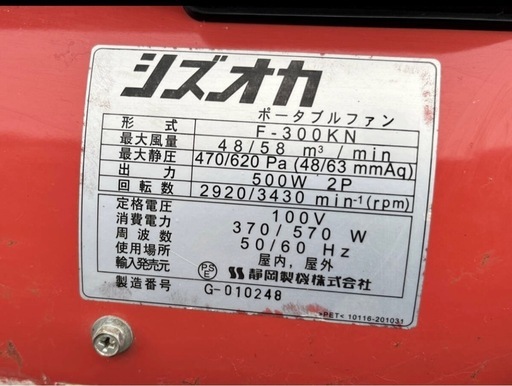 シズオカ
ポータブルファン
形式 F-300KN
最大風量 48/58 m³/min
最大静圧 470/620 Pa (48/63 mmAq)
出力 500W 2P
回転数 2920/3430 min⁻¹(rpm)
定格電圧 100V
消費電力 370/570 W
周波数 50/60 Hz
使用場所 屋内, 屋外
輸入発売元 PSE 静岡製機株式会社
製造番号 G-010248
>PET< 10116-201031